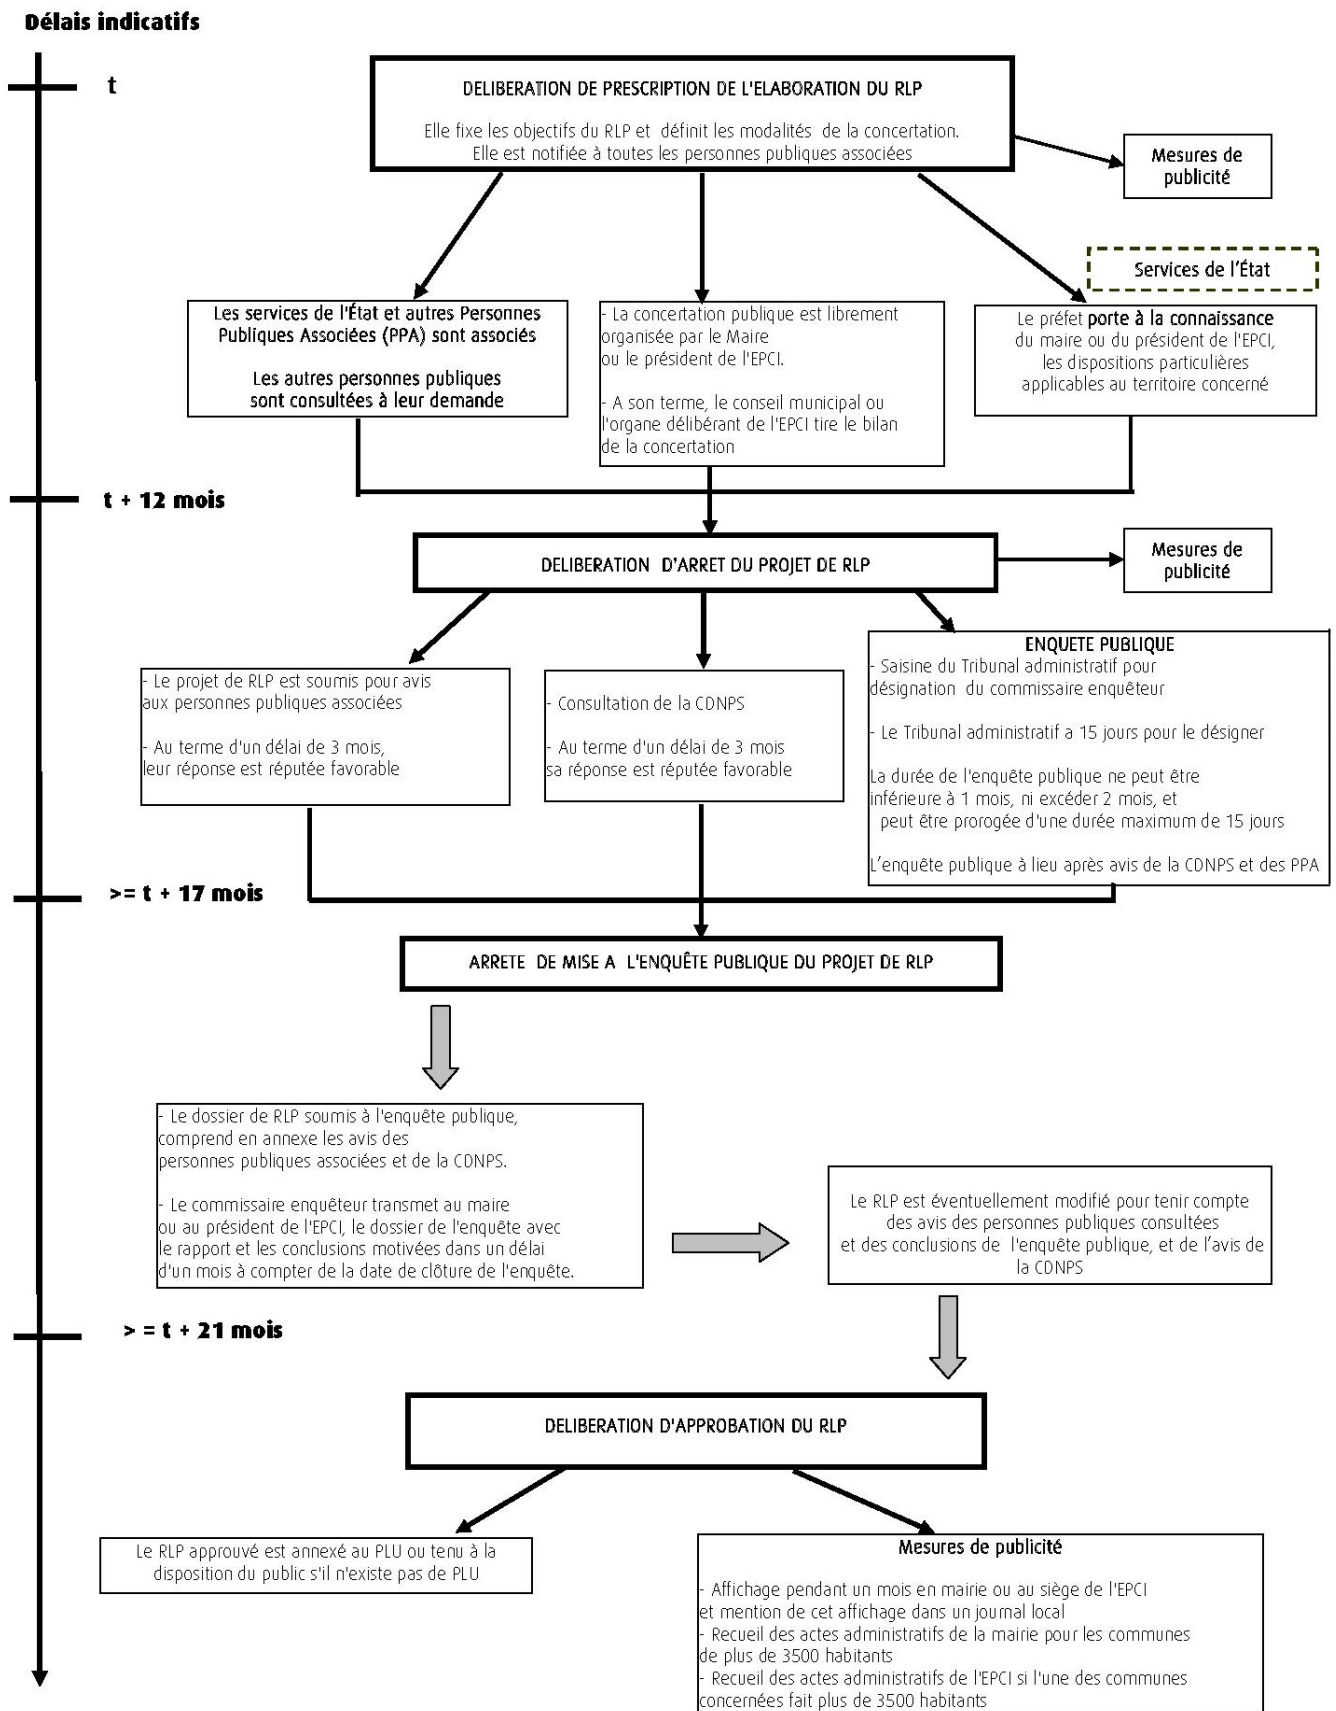 Délais indicatifs
t
DELIBERATION DE PRESCRIPTION DE L'ELABORATION DU RLP
Elle fixe les objectifs du RLP et définit les modalités de la concertation.
Elle est notifiée à toutes les personnes publiques associées
Mesures de
publicité
Services de l'État
Les services de l'État et autres Personnes
Publiques Associées (PPA) sont associés
Les autres personnes publiques
sont consultées à leur demande
- La concertation publique est librement
organisée par le Maire
ou le président de l'EPCI.
- A son terme, le conseil municipal ou
l'organe délibérant de l'EPCI tire le bilan
de la concertation
Le préfet porte à la connaissance
du maire ou du président de l'EPCI,
les dispositions particulières
applicables au territoire concerné
t + 12 mois
DELIBERATION D'ARRET DU PROJET DE RLP
Mesures de
publicité
- Le projet de RLP est soumis pour avis
aux personnes publiques associées
- Au terme d'un délai de 3 mois,
leur réponse est réputée favorable
- Consultation de la CDNPS
- Au terme d'un délai de 3 mois
sa réponse est réputée favorable
ENQUETE PUBLIQUE
- Saisine du Tribunal administratif pour
désignation du commissaire enquêteur
- Le Tribunal administratif a 15 jours pour le désigner
La durée de l'enquête publique ne peut être
inférieure à 1 mois, ni excéder 2 mois, et
peut être prorogée d'une durée maximum de 15 jours
L'enquête publique à lieu après avis de la CDNPS et des PPA
>= t + 17 mois
ARRETE DE MISE A L'ENQUÊTE PUBLIQUE DU PROJET DE RLP
- Le dossier de RLP soumis à l'enquête publique,
comprend en annexe les avis des
personnes publiques associées et de la CDNPS.
- Le commissaire enquêteur transmet au maire
ou au président de l'EPCI, le dossier de l'enquête avec
le rapport et les conclusions motivées dans un délai
d'un mois à compter de la date de clôture de l'enquête.
Le RLP est éventuellement modifié pour tenir compte
des avis des personnes publiques consultées
et des conclusions de l'enquête publique, et de l'avis de
la CDNPS
> = t + 21 mois
DELIBERATION D'APPROBATION DU RLP
Le RLP approuvé est annexé au PLU ou tenu à la
disposition du public s'il n'existe pas de PLU
Mesures de publicité
- Affichage pendant un mois en mairie ou au siège de l'EPCI
et mention de cet affichage dans un journal local
- Recueil des actes administratifs de la mairie pour les communes
de plus de 3500 habitants
- Recueil des actes administratifs de l'EPCI si l'une des communes
concernées fait plus de 3500 habitants